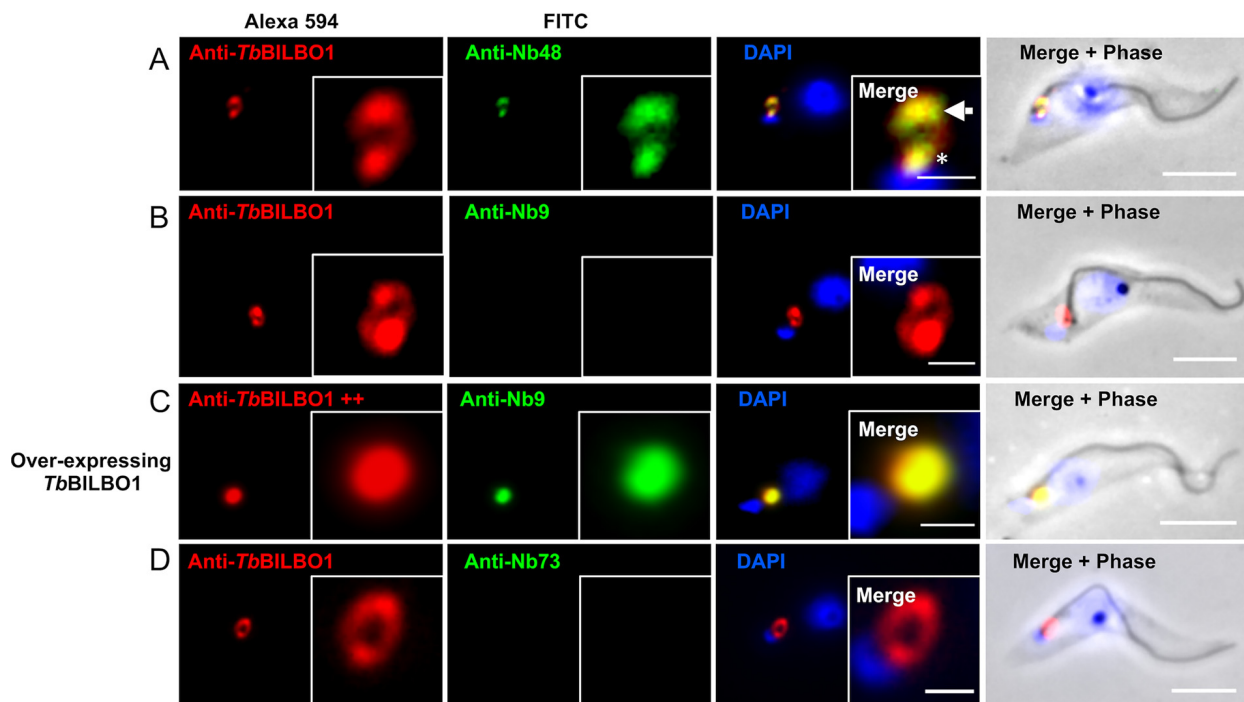 Alexa 594
FITC
A
Anti-TbBILBO1
Anti-Nb48
DAPI
Merge
*
Merge + Phase
B
Anti-TbBILBO1
Anti-Nb9
DAPI
Merge
Merge + Phase
C
Anti-TbBILBO1 ++
Anti-Nb9
DAPI
Merge
Merge + Phase
Over-expressing
TbBILBO1
D
Anti-TbBILBO1
Anti-Nb73
DAPI
Merge
Merge + Phase